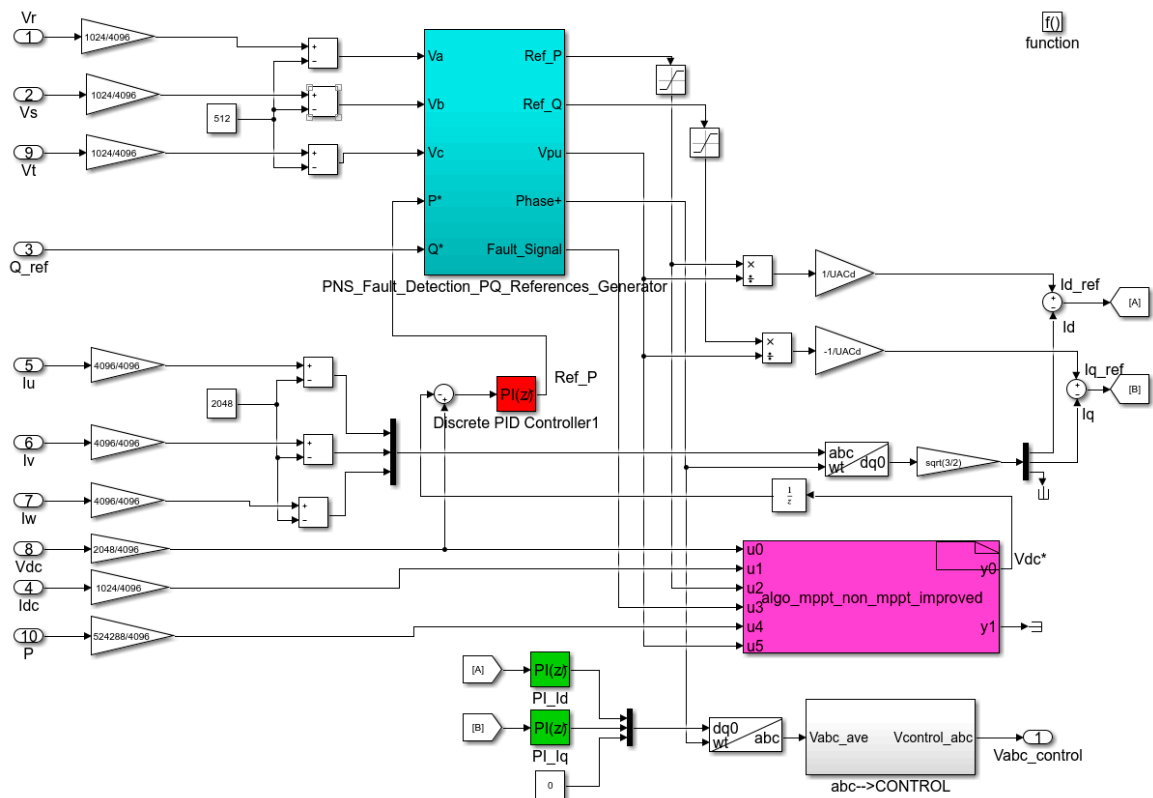 Vr
1
1024/4096
2
Vs
1024/4096
512
9
Vt
1024/4096
3
Q_ref
Va
Vb
Vc
P*
Q*
Ref_P
Ref_Q
Vpu
Phase+
Fault_Signal
PNS_Fault_Detection_PQ_References_Generator
f()
function
1/UACd
-1/UACd
Id_ref
[A]
Id
Iq_ref
[B]
Iq
5
Iu
4096/4096
2048
6
Iv
4096/4096
7
Iw
4096/4096
8
Vdc
2048/4096
4
Idc
1024/4096
10
P
524288/4096
PI(z)
Ref_P
Discrete PID Controller1
abc
wt
dq0
sqrt(3/2)
1
z
u0
u1
u2
u3
u4
u5
algo_mppt_non_mppt_improved
y0
y1
Vdc*
[A]
PI(z)
PI_Id
[B]
PI(z)
PI_Iq
0
dq0
wt
abc
Vabc_ave
Vcontrol_abc
abc-->CONTROL
1
Vabc_control